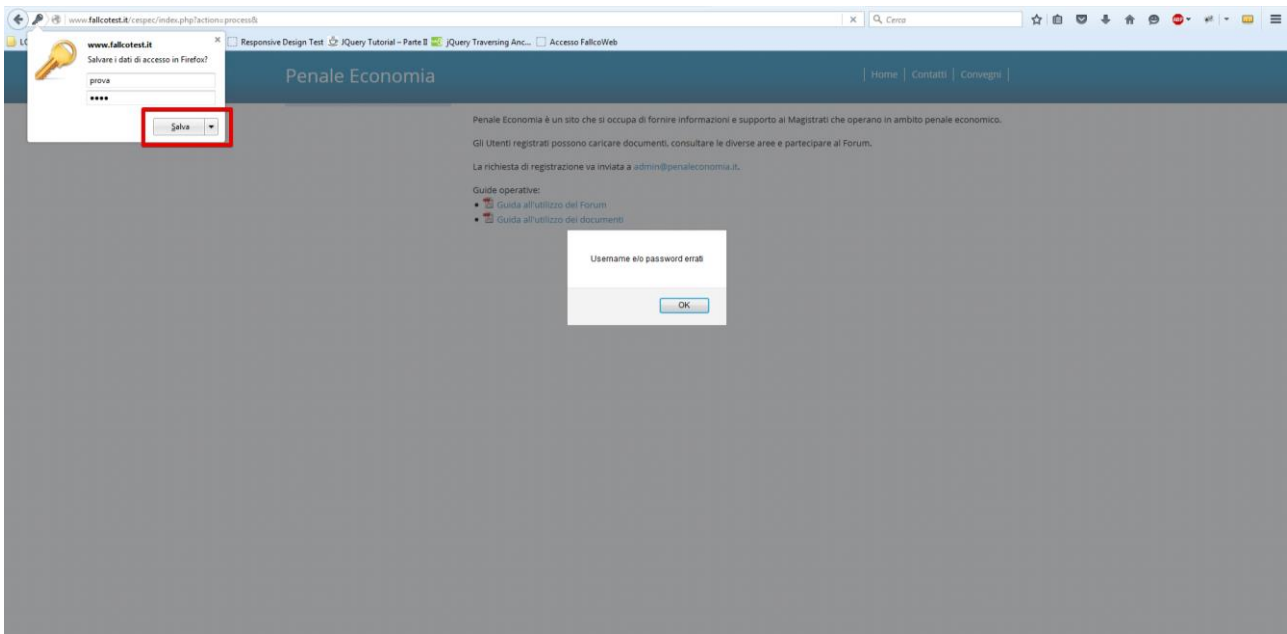 www.fallcotest.it/cespec/index.php?action=process&
Cerca
Responsive Design Test JQuery Tutorial – Parte II jQuery Traversing Anc... Accesso FallcoWeb
www.fallcotest.it
Salvare i dati di accesso in Firefox?
prova
••••
Salva
Penale Economia
| Home | Contatti | Convegni |
Penale Economia è un sito che si occupa di fornire informazioni e supporto ai Magistrati che operano in ambito penale economico.
Gli Utenti registrati possono caricare documenti, consultare le diverse aree e partecipare al Forum.
La richiesta di registrazione va inviata a admin@penaleconomia.it.
Guide operative:
• Guida all'utilizzo del Forum
• Guida all'utilizzo dei documenti
Username e/o password errati
OK